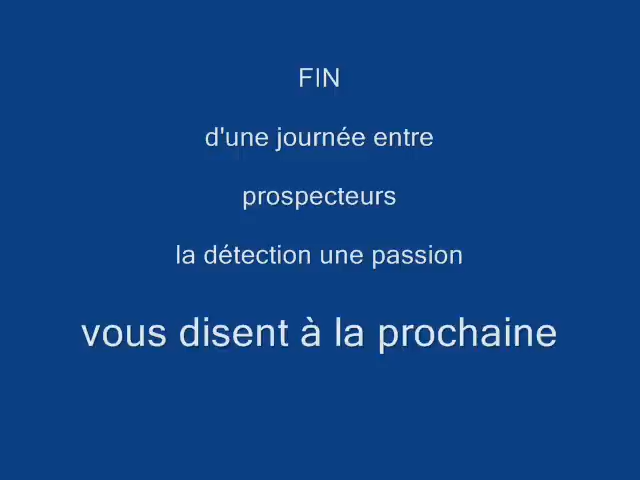 FIN
d'une journée entre
prospecteurs
la détection une passion
vous disent à la prochaine